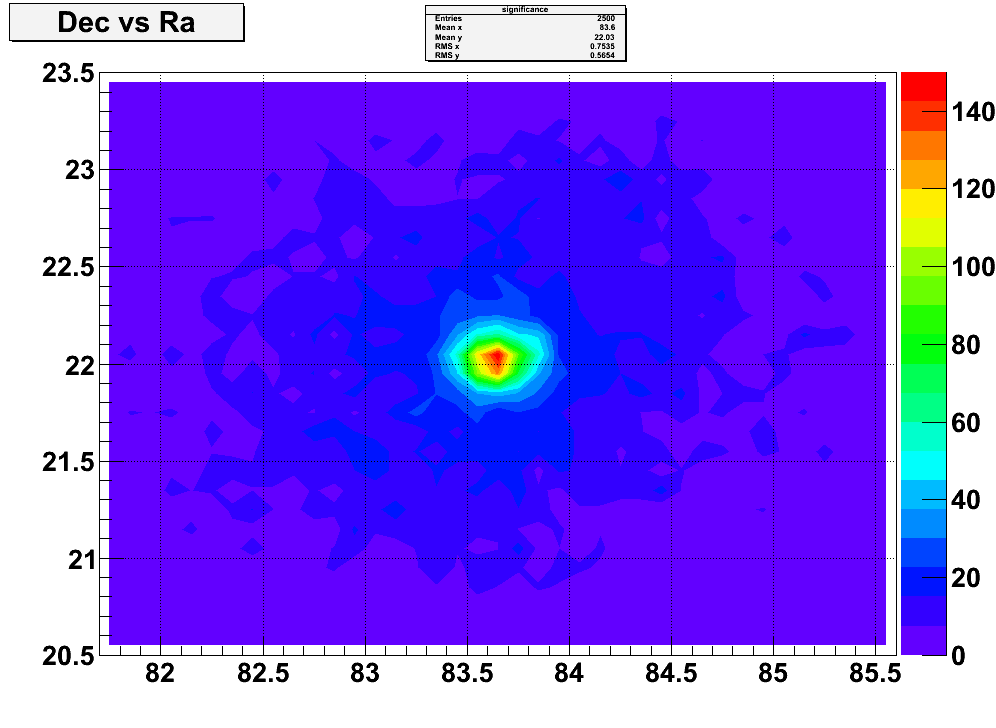 Dec vs Ra
significance
Entries 2500
Mean x 83.6
Mean y 22.03
RMS x 0.7535
RMS y 0.5654
23.5
23
22.5
22
21.5
21
20.5
82 82.5 83 83.5 84 84.5 85 85.5
140
120
100
80
60
40
20
0